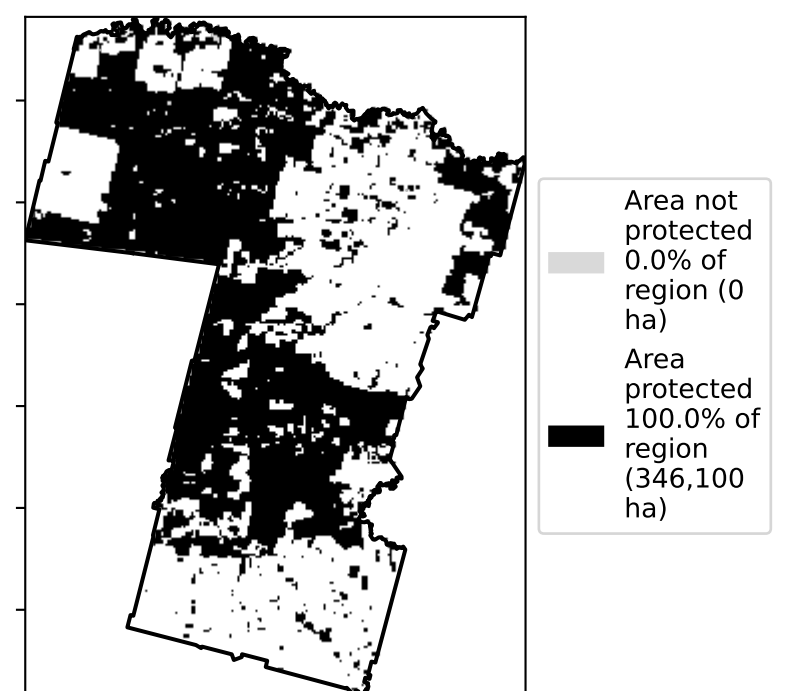 Area not
protected
0.0% of
region (0
ha)
Area
protected
100.0% of
region
(346,100
ha)